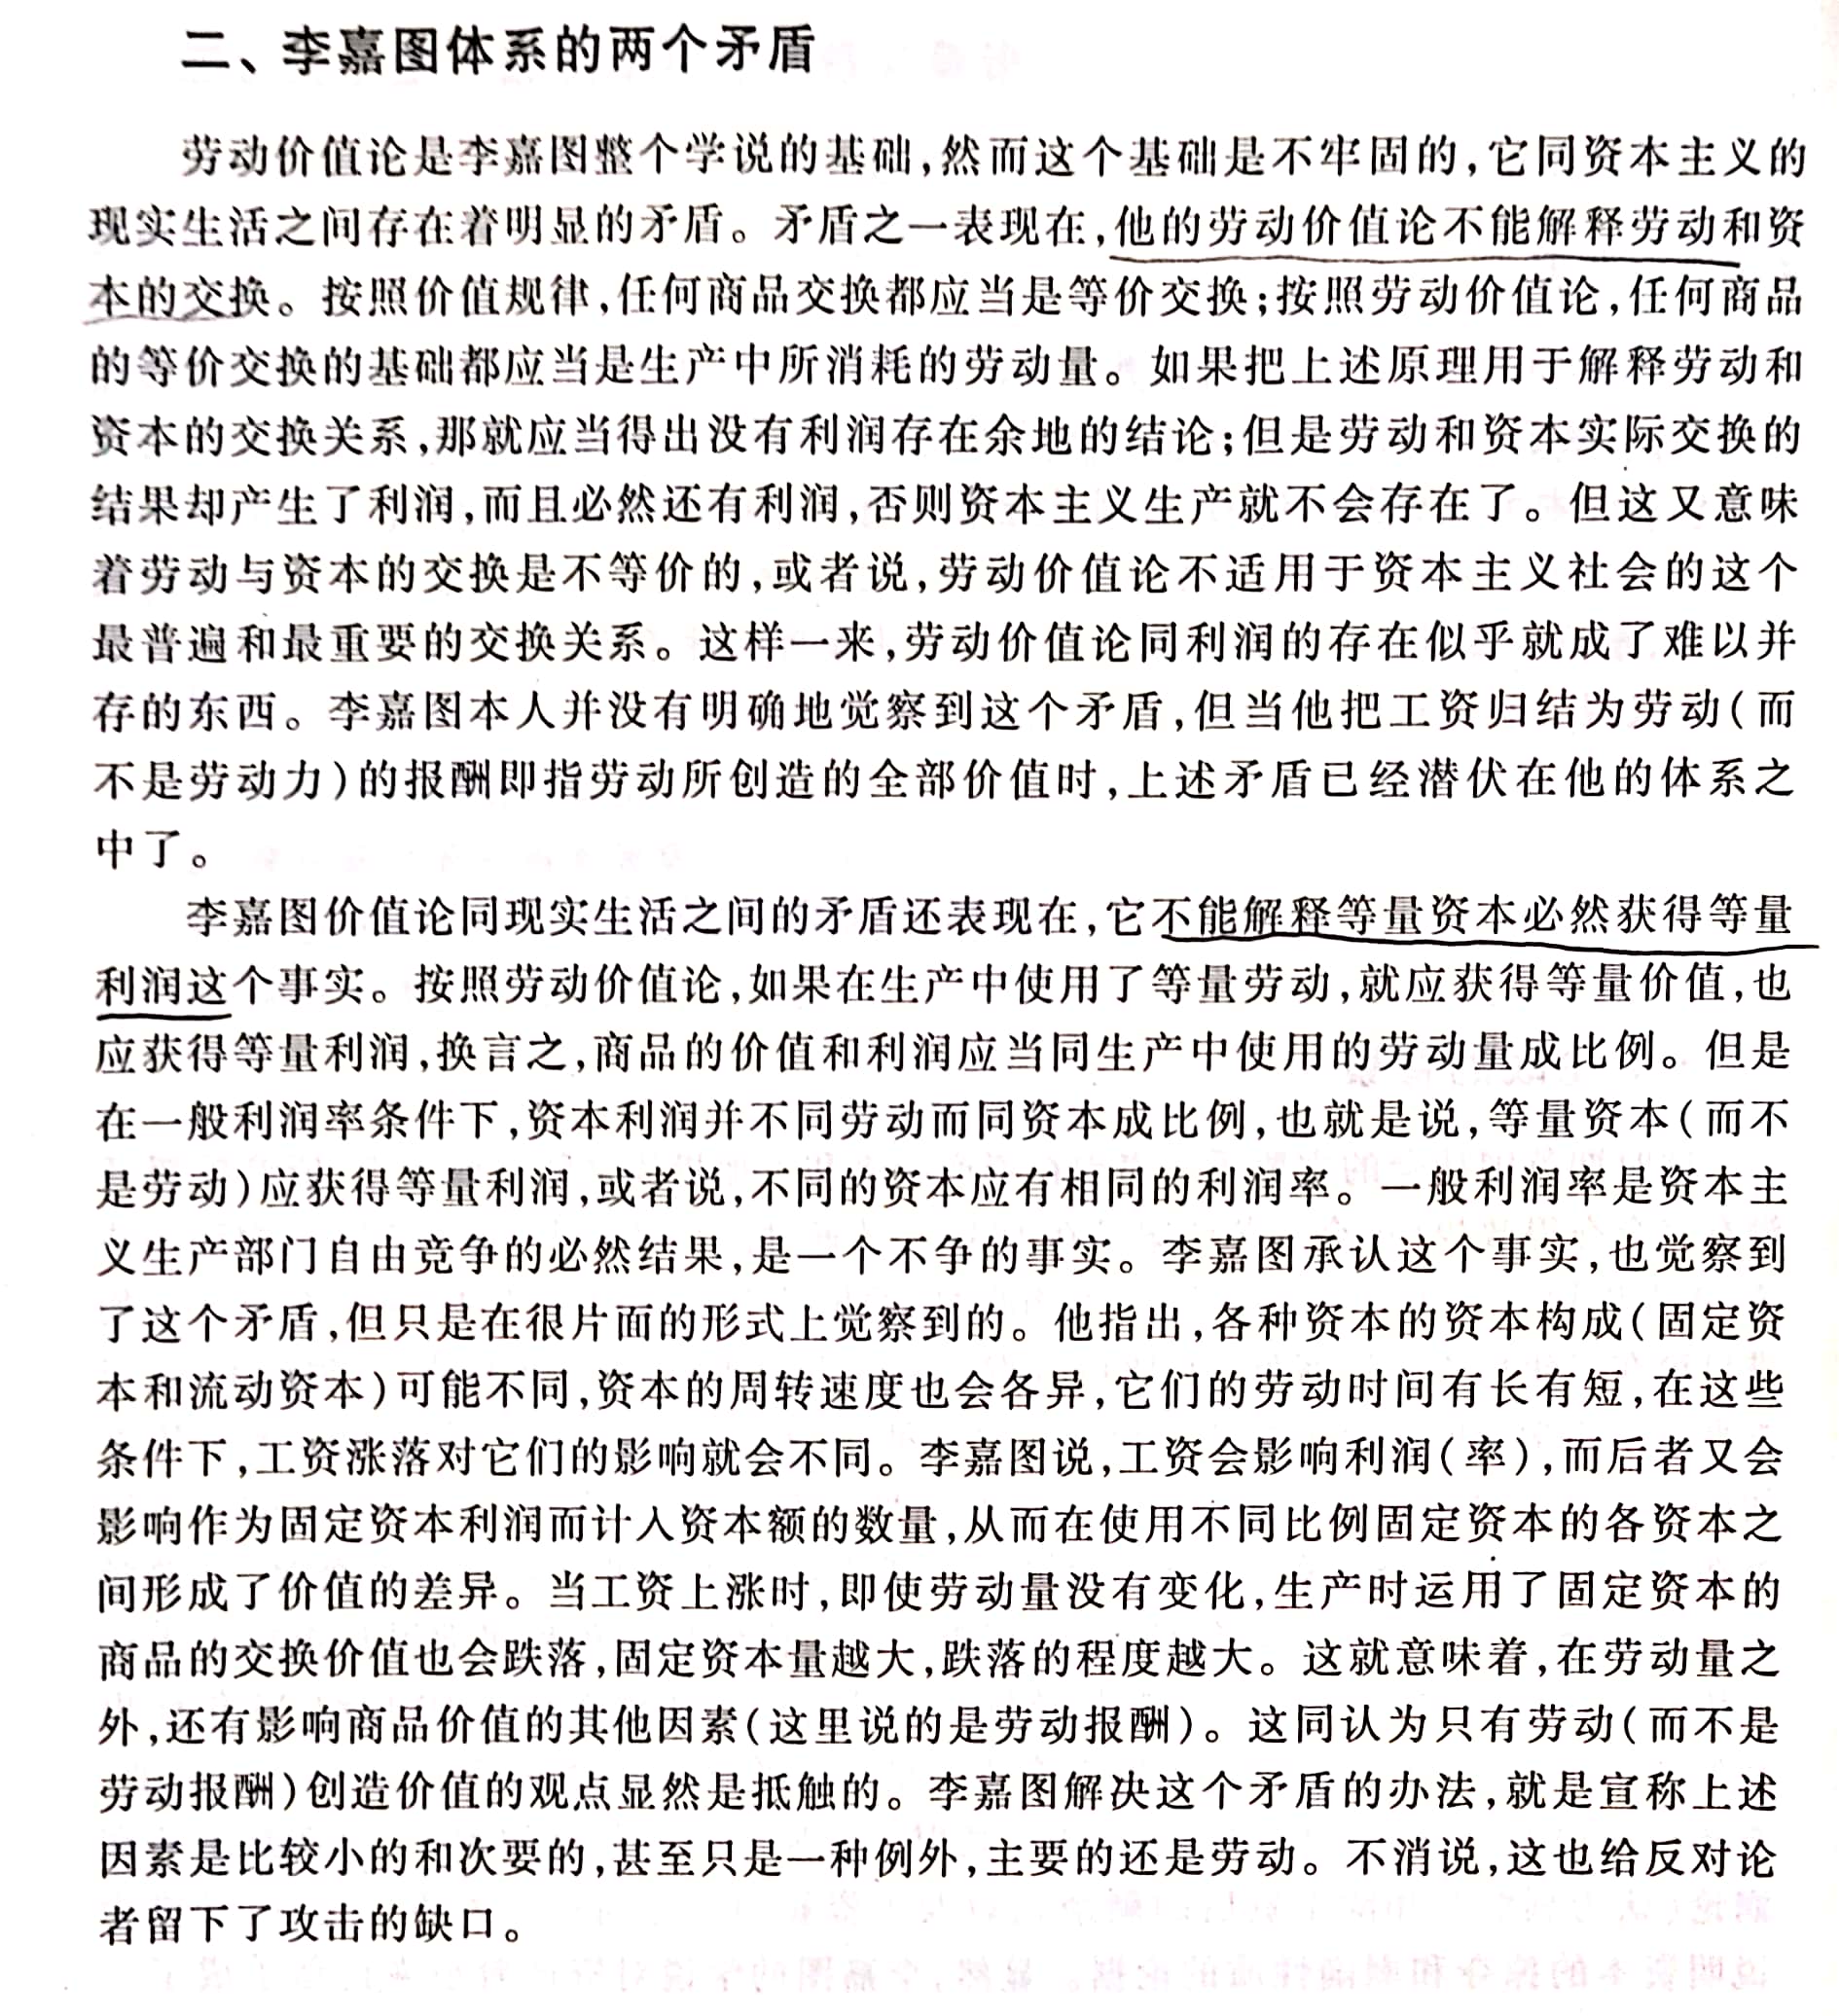 二、李嘉图体系的两个矛盾
劳动价值论是李嘉图整个学说的基础,然而这个基础是不牢固的,它同资本主义的
现实生活之间存在着明显的矛盾。矛盾之一表现在,他的劳动价值论不能解释劳动和资
本的交换。按照价值规律,任何商品交换都应当是等价交换;按照劳动价值论,任何商品
的等价交换的基础都应当是生产中所消耗的劳动量。如果把上述原理用于解释劳动和
资本的交换关系,那就应当得出没有利润存在余地的结论;但是劳动和资本实际交换的
结果却产生了利润,而且必然还有利润,否则资本主义生产就不会存在了。但这又意味
着劳动与资本的交换是不等价的,或者说,劳动价值论不适用于资本主义社会的这个
最普遍和最重要的交换关系。这样一来,劳动价值论同利润的存在似乎就成了难以并
存的东西。李嘉图本人并没有明确地觉察到这个矛盾,但当他把工资归结为劳动(而
不是劳动力)的报酬即指劳动所创造的全部价值时,上述矛盾已经潜伏在他的体系之
中了。
李嘉图价值论同现实生活之间的矛盾还表现在,它不能解释等量资本必然获得等量
利润这个事实。按照劳动价值论,如果在生产中使用了等量劳动,就应获得等量价值,也
应获得等量利润,换言之,商品的价值和利润应当同生产中使用的劳动量成比例。但是
在一般利润率条件下,资本利润并不同劳动而同资本成比例,也就是说,等量资本(而不
是劳动)应获得等量利润,或者说,不同的资本应有相同的利润率。一般利润率是资本主
义生产部门自由竞争的必然结果,是一个不争的事实。李嘉图承认这个事实,也觉察到
了这个矛盾,但只是在很片面的形式上觉察到的。他指出,各种资本的资本构成(固定资
本和流动资本)可能不同,资本的周转速度也会各异,它们的劳动时间有长有短,在这些
条件下,工资涨落对它们的影响就会不同。李嘉图说,工资会影响利润(率),而后者又会
影响作为固定资本利润而计入资本额的数量,从而在使用不同比例固定资本的各资本之
间形成了价值的差异。当工资上涨时,即使劳动量没有变化,生产时运用了固定资本的
商品的交换价值也会跌落,固定资本量越大,跌落的程度越大。这就意味着,在劳动量之
外,还有影响商品价值的其他因素(这里说的是劳动报酬)。这同认为只有劳动(而不是
劳动报酬)创造价值的观点显然是抵触的。李嘉图解决这个矛盾的办法,就是宣称上述
因素是比较小的和次要的,甚至只是一种例外,主要的还是劳动。不消说,这也给反对论
者留下了攻击的缺口。